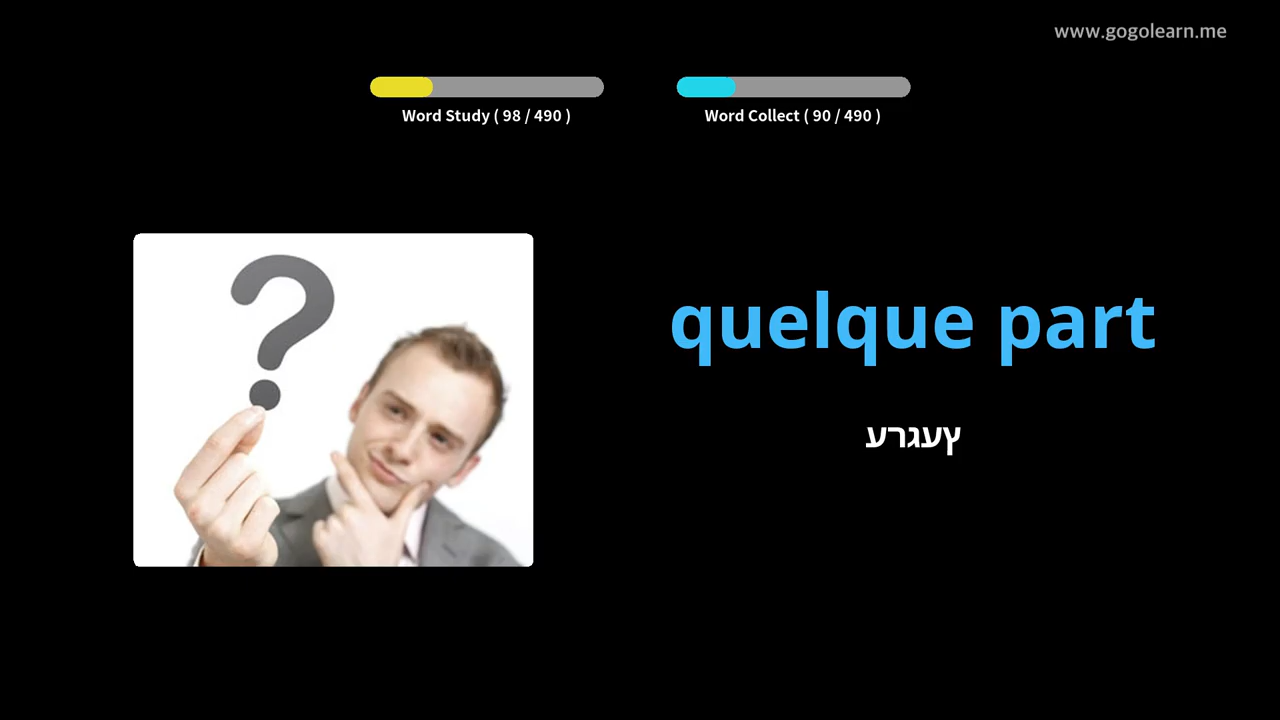 www.gogolearn.me
Word Study ( 98 / 490 )
Word Collect ( 90 / 490 )
quelque part
ץעגרע